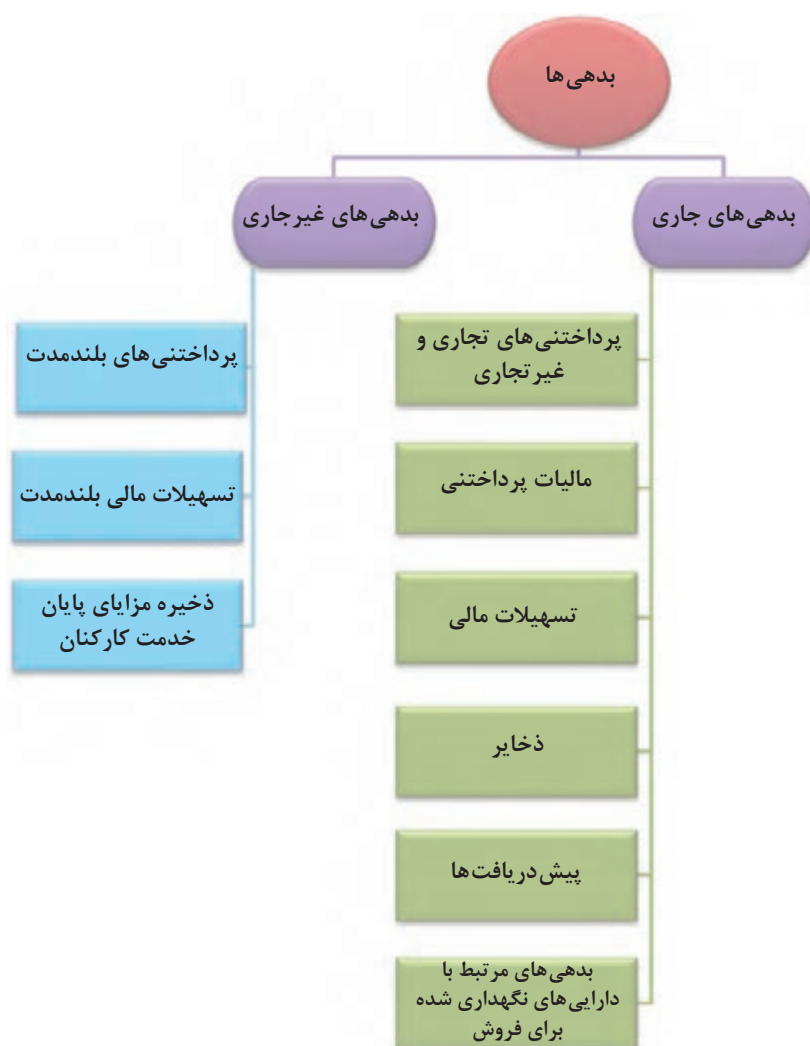 بدهی‌ها
بدهی‌های جاری
بدهی‌های غیرجاری
پرداختنی‌های تجاری و
غیرتجاری
مالیات پرداختنی
تسهیلات مالی
ذخایر
پیش‌دریافت‌ها
بدهی‌های مرتبط با
دارایی‌های نگهداری شده
برای فروش
پرداختنی‌های بلندمدت
تسهیلات مالی بلندمدت
ذخیره مزایای پایان
خدمت کارکنان